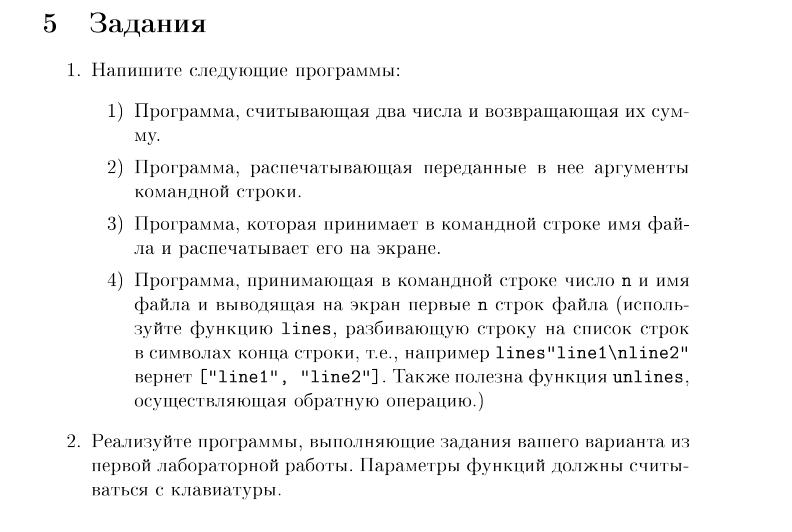 5 Задания
1. Напишите следующие программы:
1) Программа, считывающая два числа и возвращающая их сум-
му.
2) Программа, распечатывающая переданные в нее аргументы
командной строки.
3) Программа, которая принимает в командной строке имя фай-
ла и распечатывает его на экране.
4) Программа, принимающая в командной строке число n и имя
файла и выводящая на экран первые n строк файла (исполь-
зуйте функцию lines, разбивающую строку на список строк
в символах конца строки, т.е., например lines"line1\nline2"
вернет ["line1", "line2"]. Также полезна функция unlines,
осуществляющая обратную операцию.)
2. Реализуйте программы, выполняющие задания вашего варианта из
первой лабораторной работы. Параметры функций должны считы-
ваться с клавиатуры.